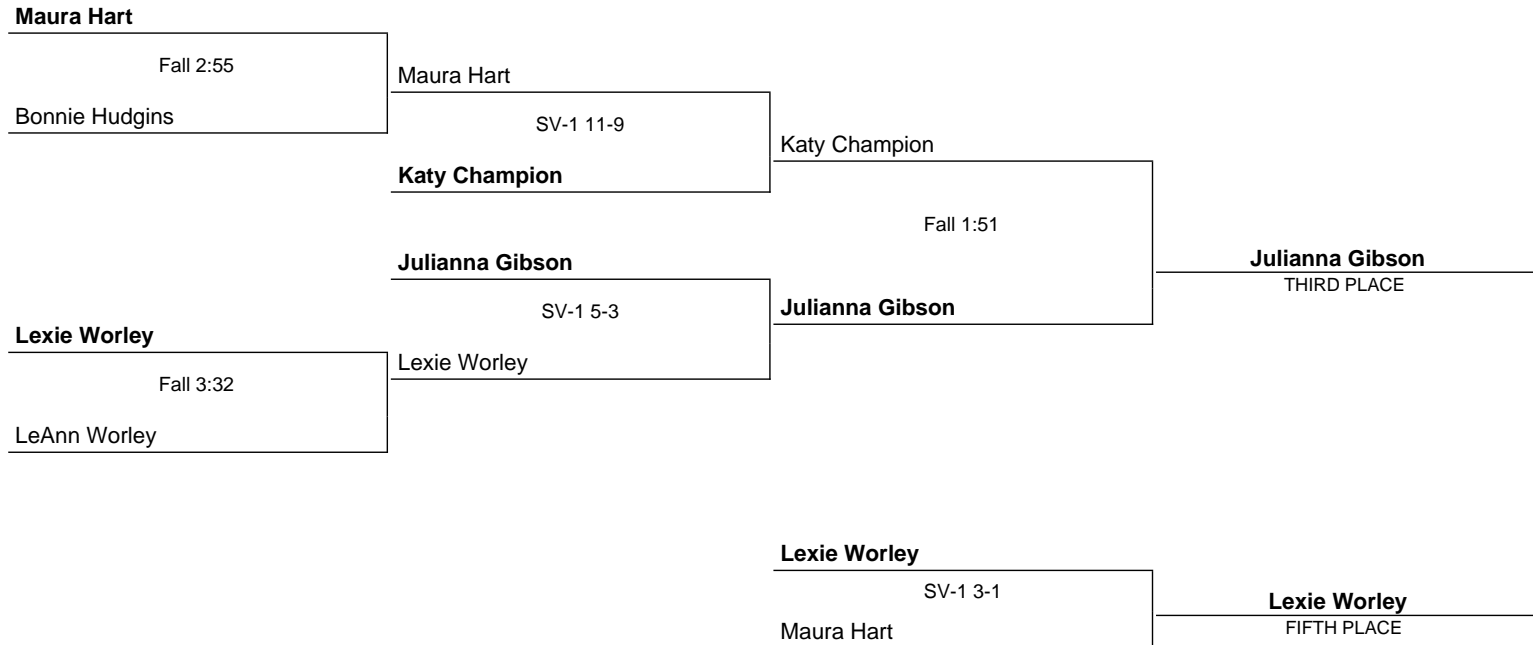 Maura Hart
Fall 2:55
Maura Hart
Bonnie Hudgins
SV-1 11-9
Katy Champion
Katy Champion
Fall 1:51
Julianna Gibson
Julianna Gibson
THIRD PLACE
SV-1 5-3
Julianna Gibson
Lexie Worley
Lexie Worley
Fall 3:32
LeAnn Worley
Lexie Worley
SV-1 3-1
Lexie Worley
FIFTH PLACE
Maura Hart